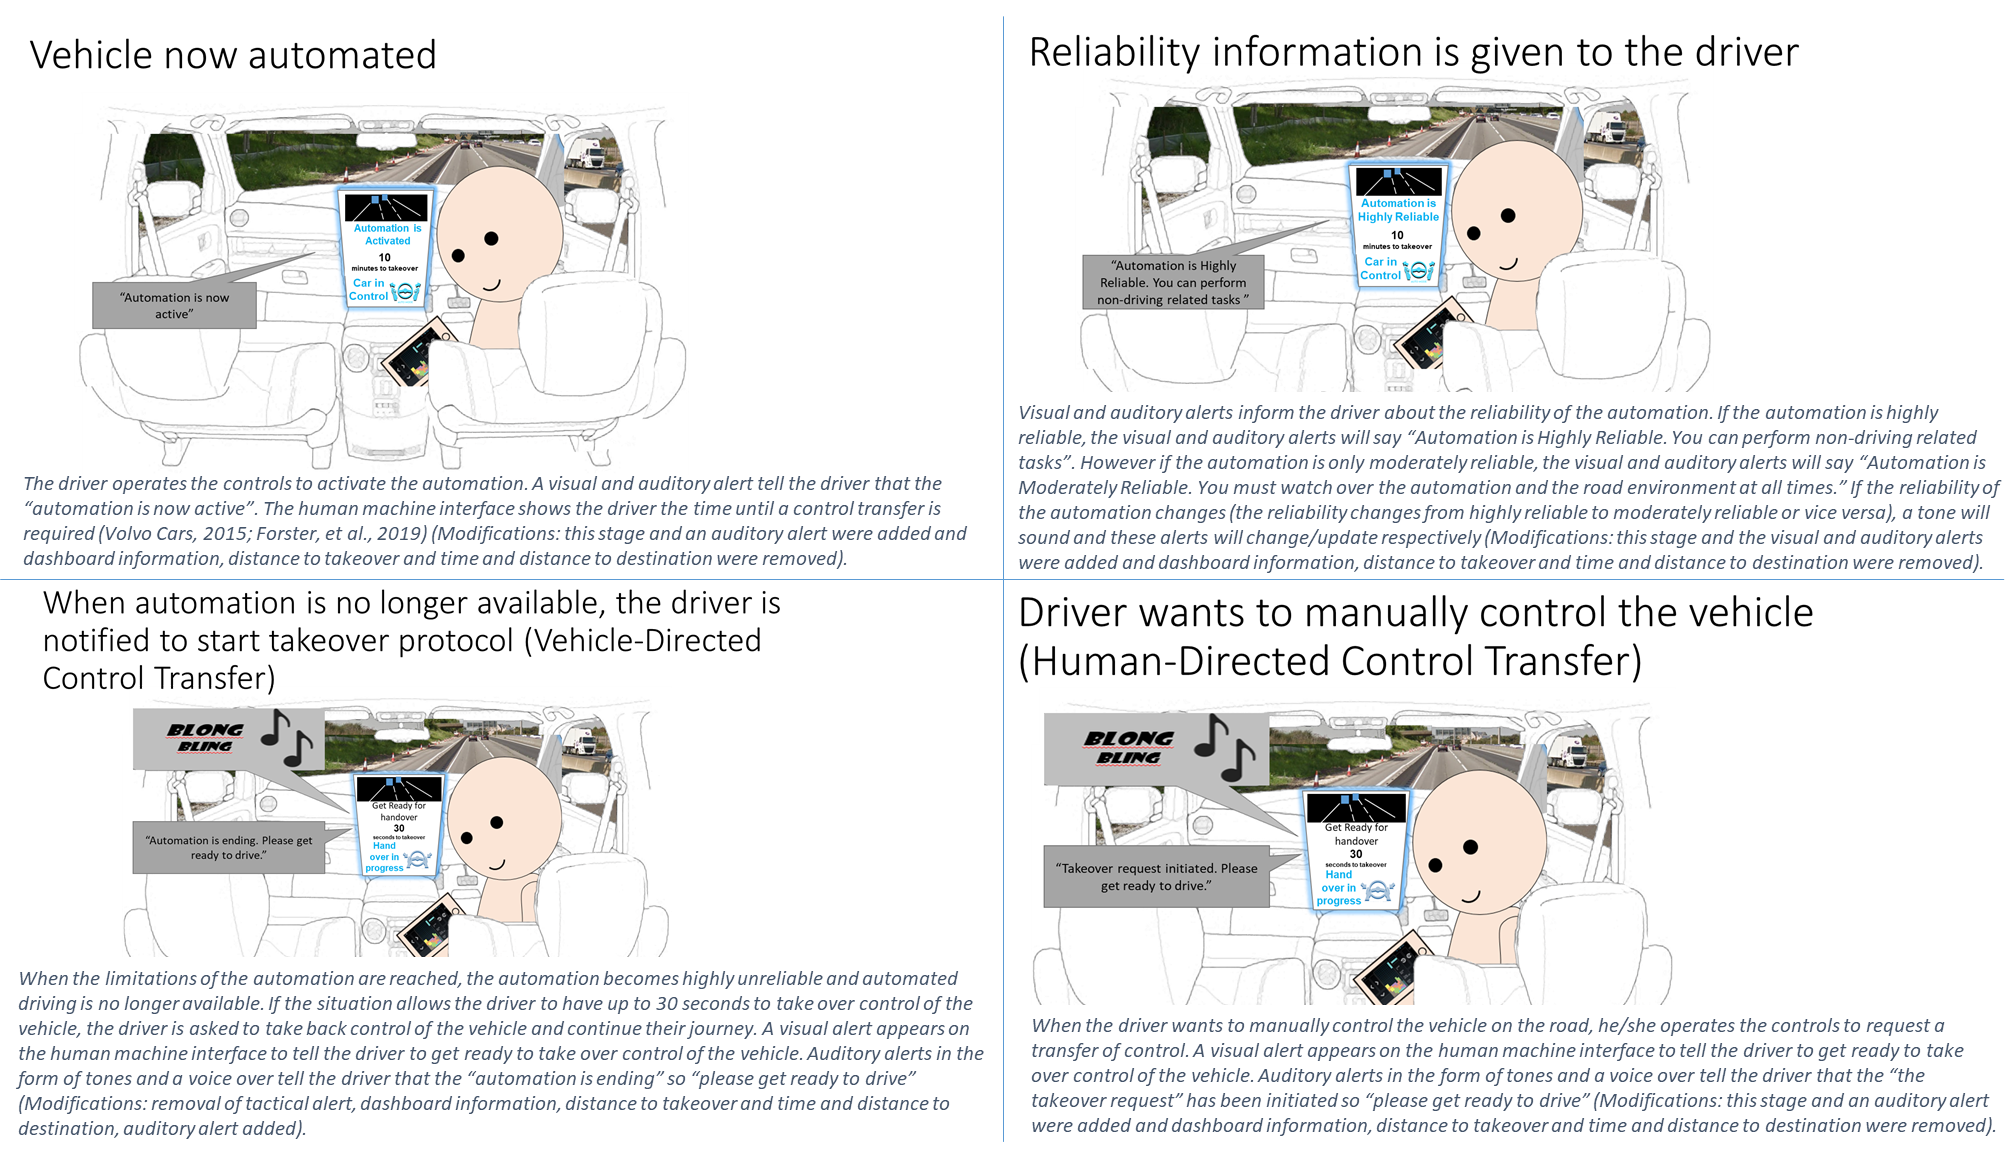 Vehicle now automated
Automation is
Activated
10
minutes to takeover
Car in
Control
“Automation is now
active”
The driver operates the controls to activate the automation. A visual and auditory alert tell the driver that the
“automation is now active”. The human machine interface shows the driver the time until a control transfer is
required (Volvo Cars, 2015; Forster, et al., 2019) (Modifications: this stage and an auditory alert were added and
dashboard information, distance to takeover and time and distance to destination were removed).
Reliability information is given to the driver
Automation is
Highly Reliable
10
minutes to takeover
Car in
Control
“Automation is Highly
Reliable. You can perform
non-driving related tasks ”
Visual and auditory alerts inform the driver about the reliability of the automation. If the automation is highly
reliable, the visual and auditory alerts will say “Automation is Highly Reliable. You can perform non-driving related
tasks”. However if the automation is only moderately reliable, the visual and auditory alerts will say “Automation is
Moderately Reliable. You must watch over the automation and the road environment at all times.” If the reliability of
the automation changes (the reliability changes from highly reliable to moderately reliable or vice versa), a tone will
sound and these alerts will change/update respectively (Modifications: this stage and the visual and auditory alerts
were added and dashboard information, distance to takeover and time and distance to destination were removed).
When automation is no longer available, the driver is
notified to start takeover protocol (Vehicle-Directed
Control Transfer)
BLONG
BLING
Get Ready for
handover
30
seconds to takeover
Hand
over in
progress
“Automation is ending. Please get
ready to drive.”
When the limitations of the automation are reached, the automation becomes highly unreliable and automated
driving is no longer available. If the situation allows the driver to have up to 30 seconds to take over control of the
vehicle, the driver is asked to take back control of the vehicle and continue their journey. A visual alert appears on
the human machine interface to tell the driver to get ready to take over control of the vehicle. Auditory alerts in the
form of tones and a voice over tell the driver that the “automation is ending” so “please get ready to drive”
(Modifications: removal of tactical alert, dashboard information, distance to takeover and time and distance to
destination, auditory alert added).
Driver wants to manually control the vehicle
(Human-Directed Control Transfer)
BLONG
BLING
Get Ready for
handover
30
seconds to takeover
Hand
over in
progress
“Takeover request initiated. Please
get ready to drive.”
When the driver wants to manually control the vehicle on the road, he/she operates the controls to request a
transfer of control. A visual alert appears on the human machine interface to tell the driver to get ready to take
over control of the vehicle. Auditory alerts in the form of tones and a voice over tell the driver that the “the
takeover request” has been initiated so “please get ready to drive” (Modifications: this stage and an auditory alert
were added and dashboard information, distance to takeover and time and distance to destination were removed).